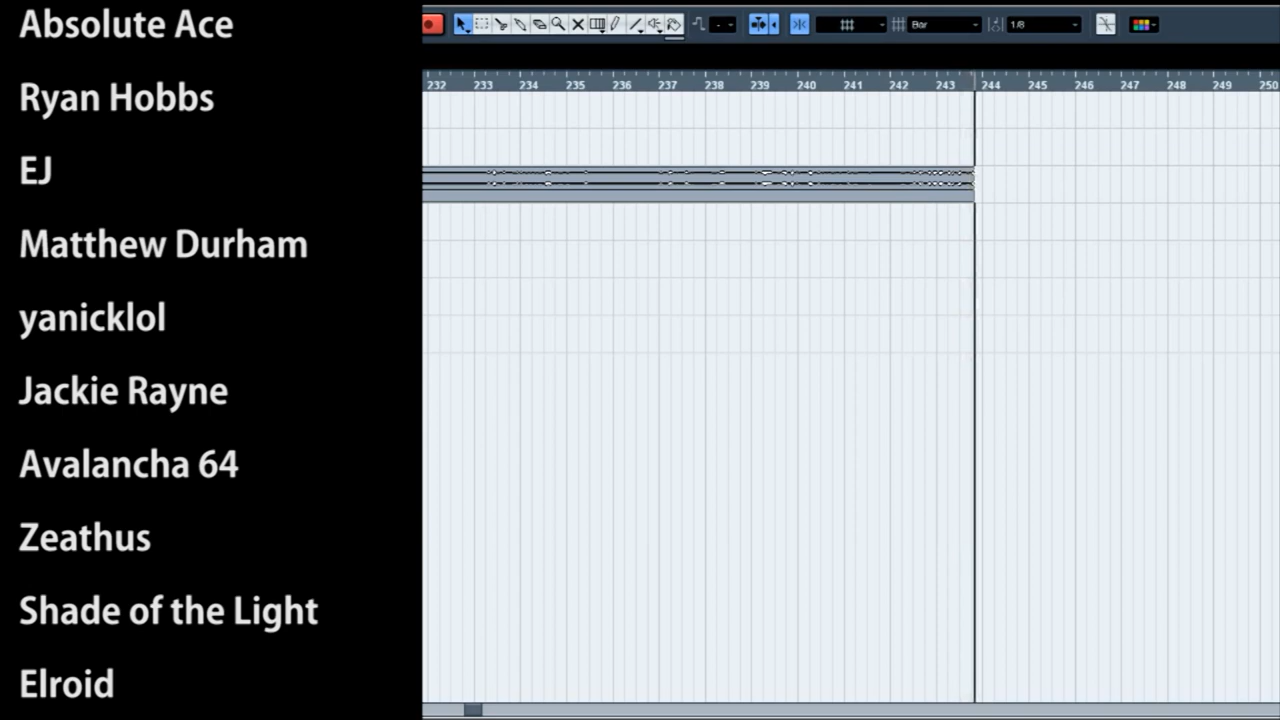 Absolute Ace
Ryan Hobbs
EJ
Matthew Durham
yanicklol
Jackie Rayne
Avalancha 64
Zeathus
Shade of the Light
Elroid
Bar 1/8
232 233 234 235 236 237 238 239 240 241 242 243 244 245 246 247 248 249 250